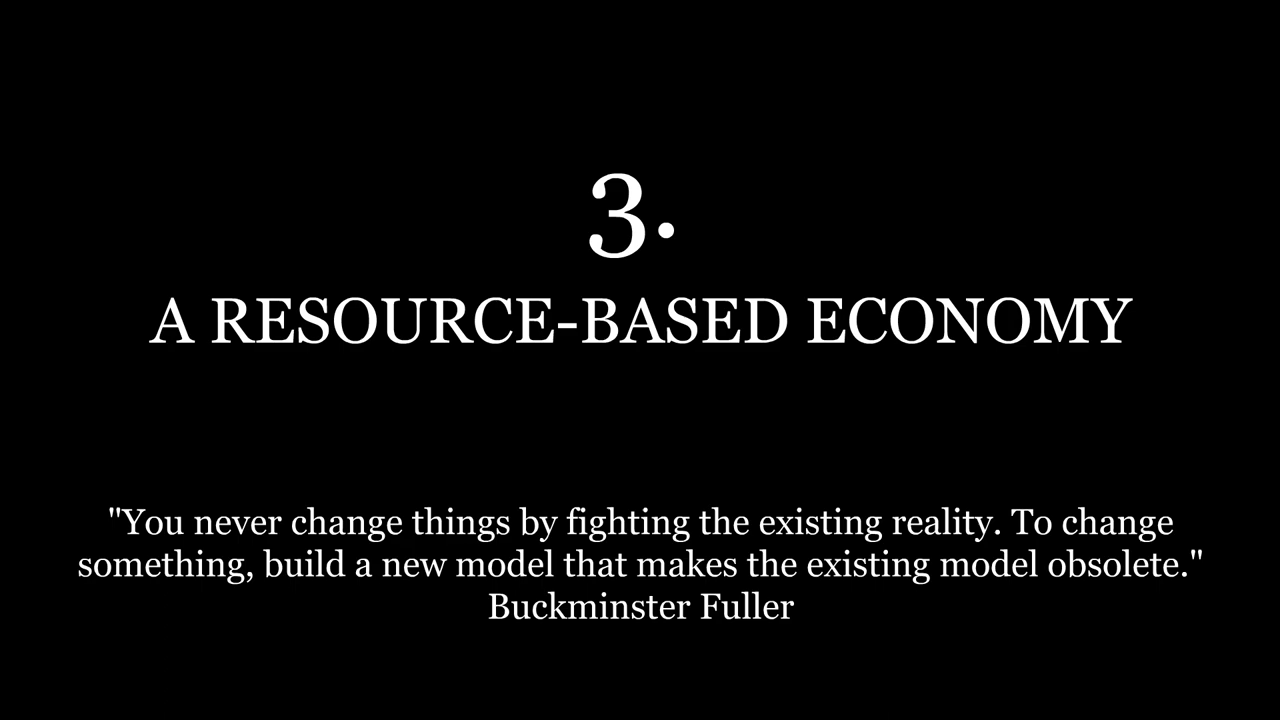 3.
A RESOURCE-BASED ECONOMY
"You never change things by fighting the existing reality. To change
something, build a new model that makes the existing model obsolete."
Buckminster Fuller